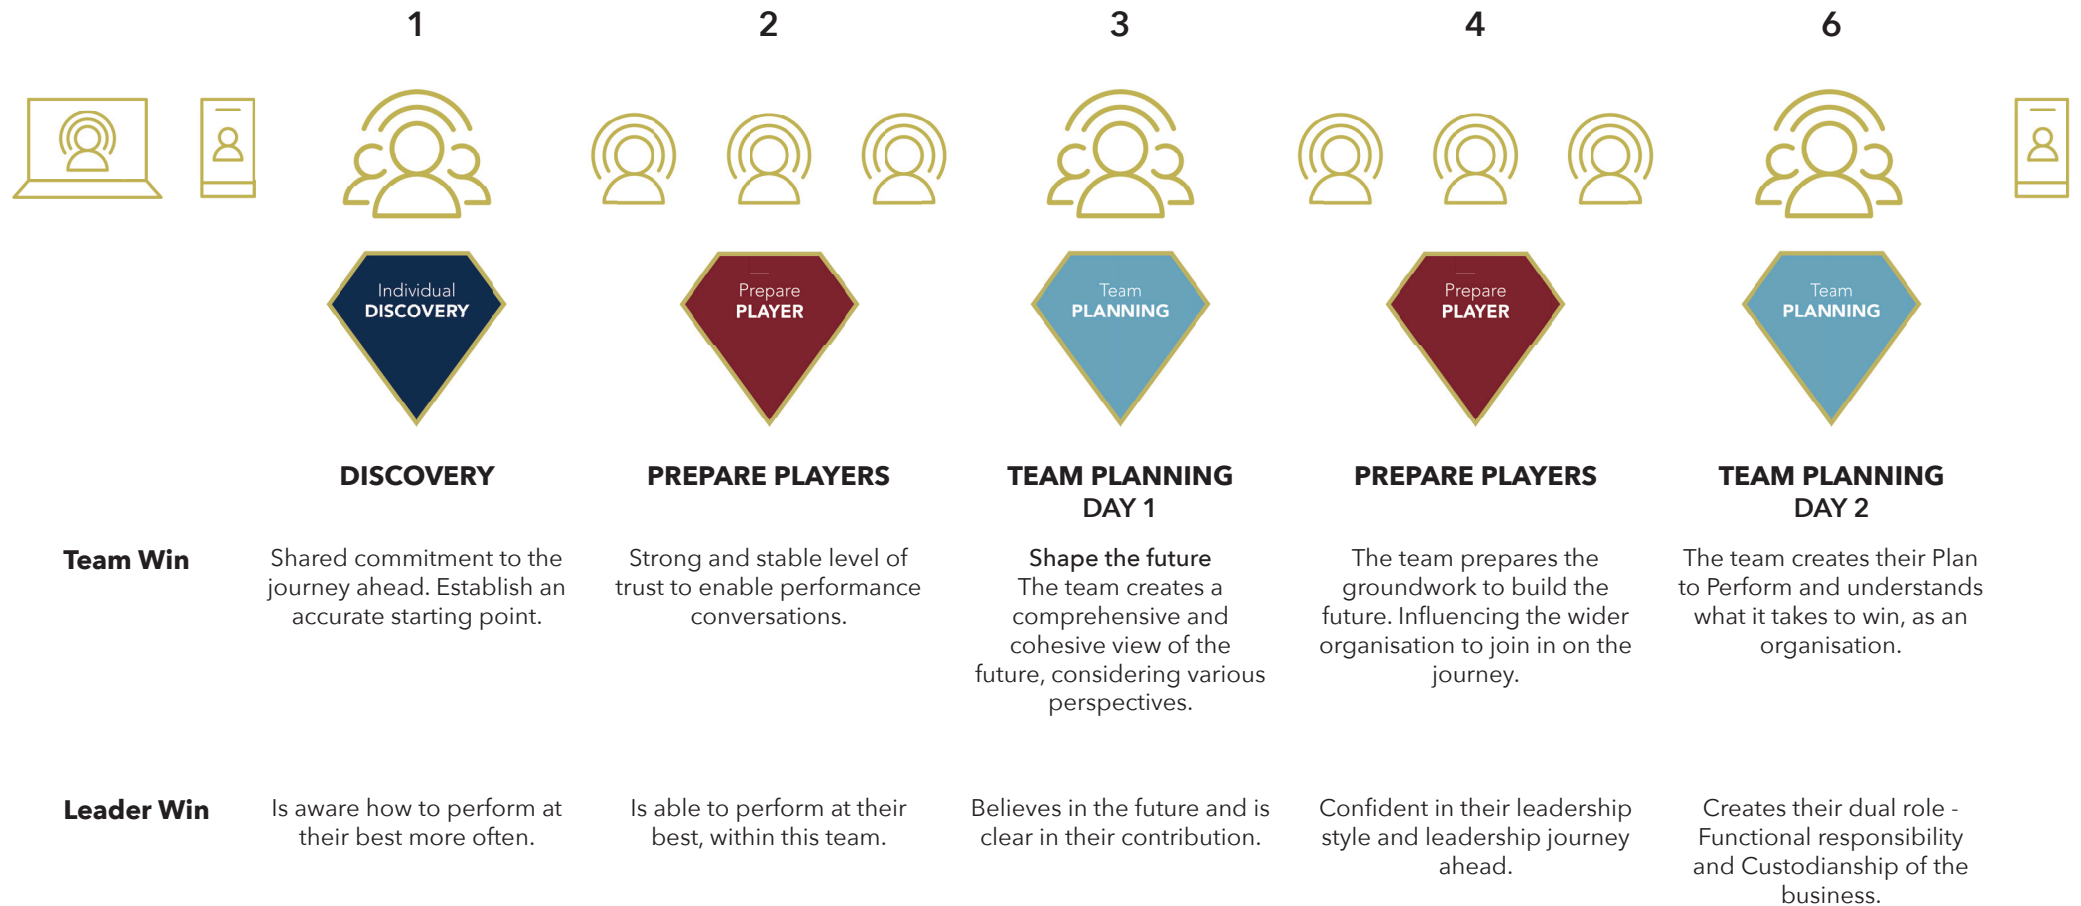 1
2
3
4
6
Individual
DISCOVERY
Prepare
PLAYER
Team
PLANNING
Prepare
PLAYER
Team
PLANNING
DISCOVERY
PREPARE PLAYERS
TEAM PLANNING
DAY 1
PREPARE PLAYERS
TEAM PLANNING
DAY 2
Team Win
Shared commitment to the
journey ahead. Establish an
accurate starting point.
Strong and stable level of
trust to enable performance
conversations.
Shape the future
The team creates a
comprehensive and
cohesive view of the
future, considering various
perspectives.
The team prepares the
groundwork to build the
future. Influencing the wider
organisation to join in on the
journey.
The team creates their Plan
to Perform and understands
what it takes to win, as an
organisation.
Leader Win
Is aware how to perform at
their best more often.
Is able to perform at their
best, within this team.
Believes in the future and is
clear in their contribution.
Confident in their leadership
style and leadership journey
ahead.
Creates their dual role -
Functional responsibility
and Custodianship of the
business.